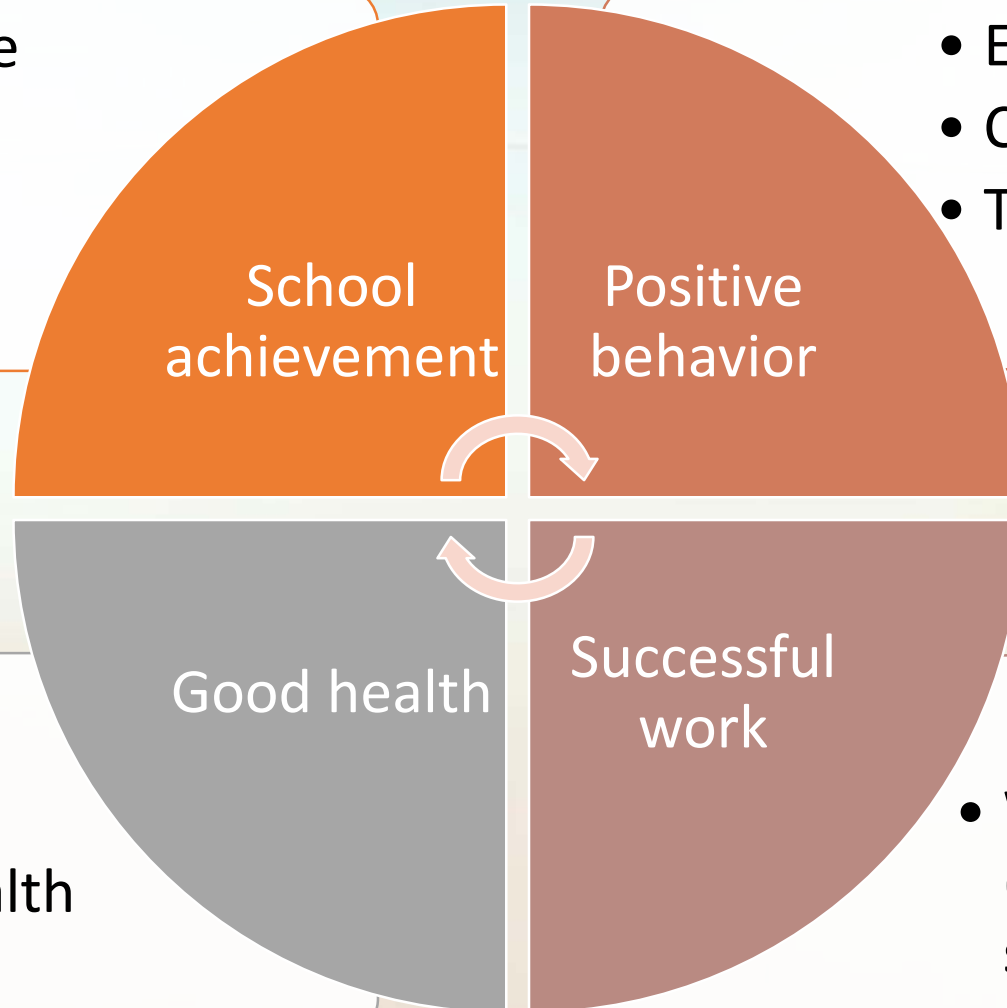 School
achievement
Positive
behavior
Good health
Successful
work